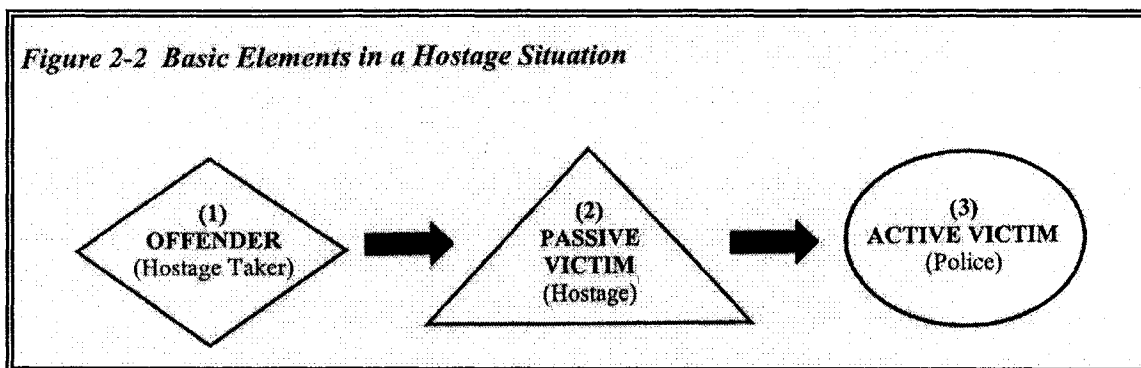 Figure 2-2 Basic Elements in a Hostage Situation
(1)
OFFENDER
(Hostage Taker)
(2)
PASSIVE
VICTIM
(Hostage)
(3)
ACTIVE VICTIM
(Police)